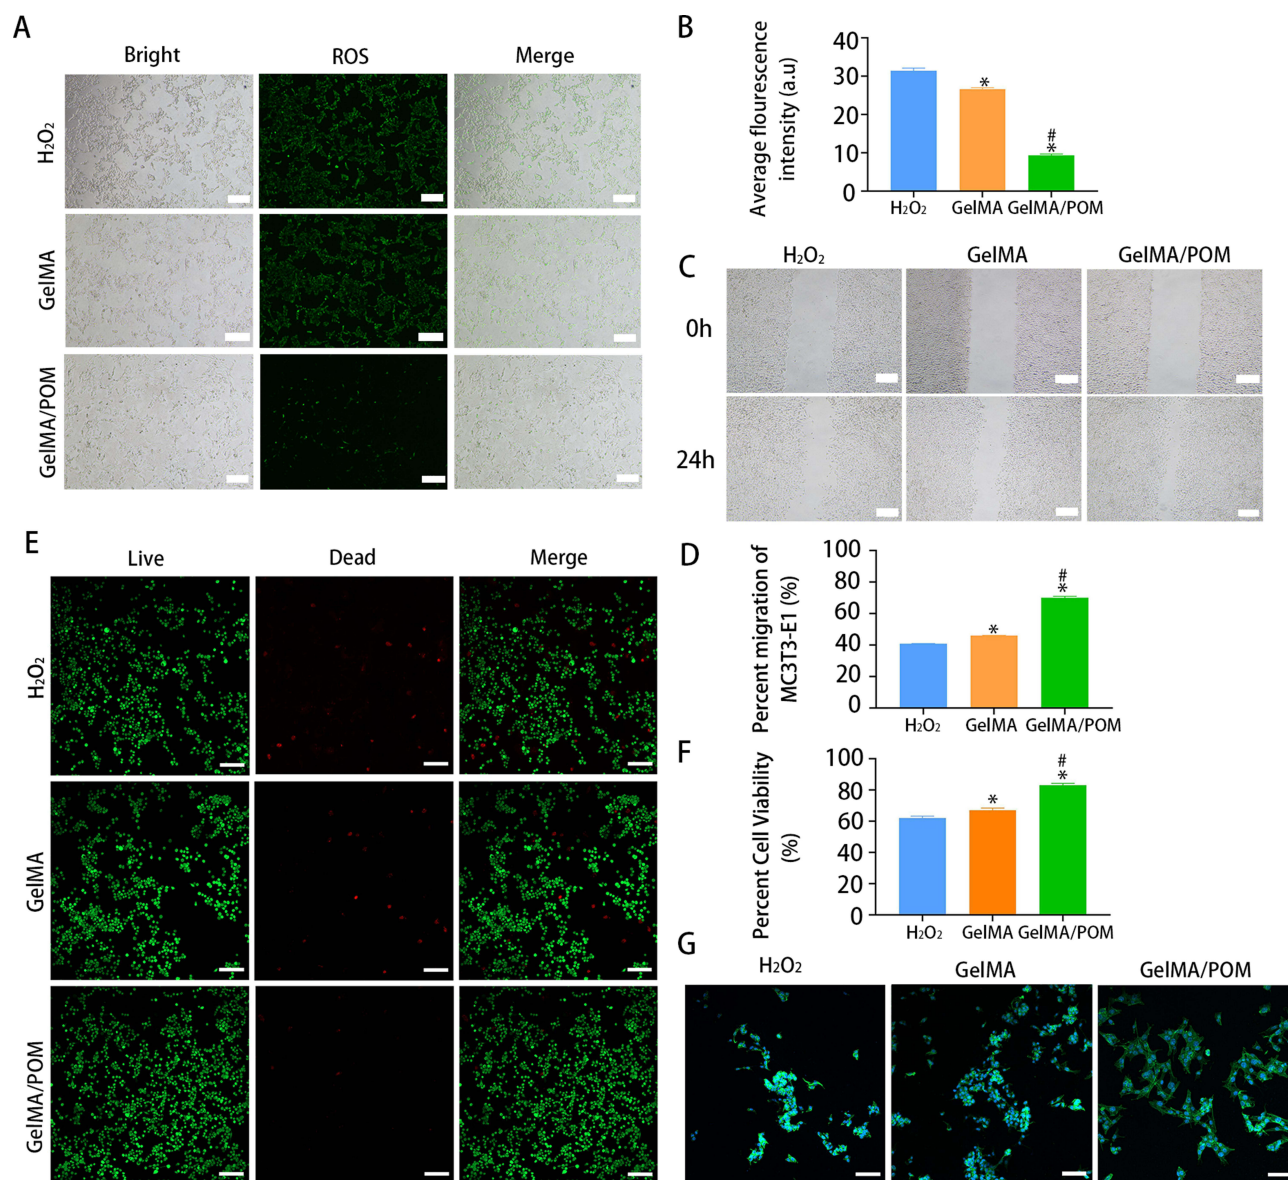 A
Bright
ROS
Merge
H₂O₂
GelMA
GelMA/POM
B
Average flourescence
intensity (a.u)
40
30
20
10
0
*
#
*
H₂O₂
GelMA
GelMA/POM
C
H₂O₂
GelMA
GelMA/POM
0h
24h
D
Percent migration of
MC3T3-E1 (%)
100
80
60
40
20
0
*
#
*
H₂O₂
GelMA
GelMA/POM
E
Live
Dead
Merge
H₂O₂
GelMA
GelMA/POM
F
Percent Cell Viability
(%)
100
80
60
40
20
0
*
#
*
H₂O₂
GelMA
GelMA/POM
G
H₂O₂
GelMA
GelMA/POM